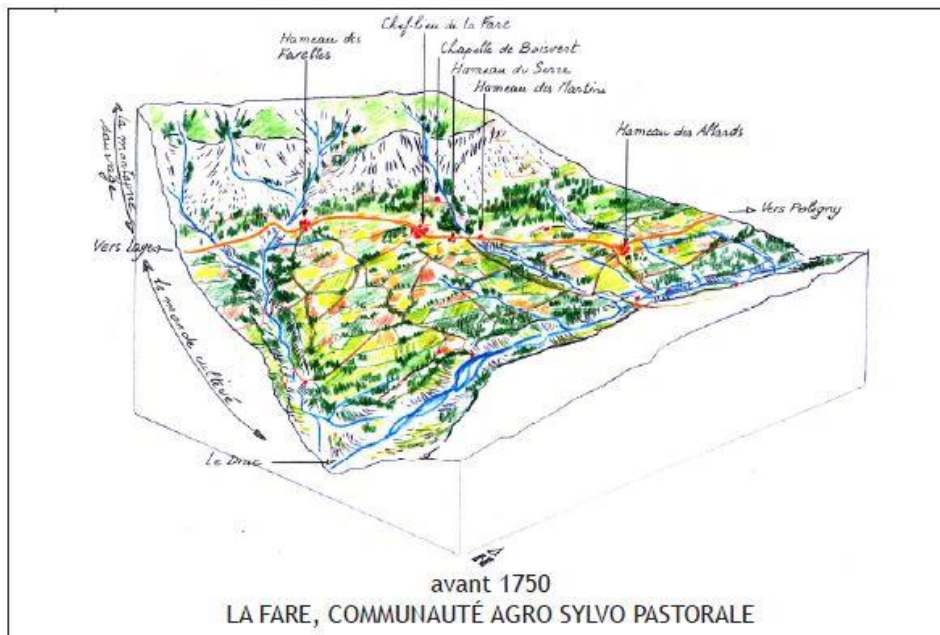 Chef-lieu de la Fare
Hameau des
Farelles
Chapelle de Boisvert
Hameau du Serre
Hameau des Martins
Hameau des Allards
la montagne
sauvage
Vers Poligny
Vers Laye
le monde cultivé
Le Drac
N
avant 1750
LA FARE, COMMUNAUTÉ AGRO SYLVO PASTORALE